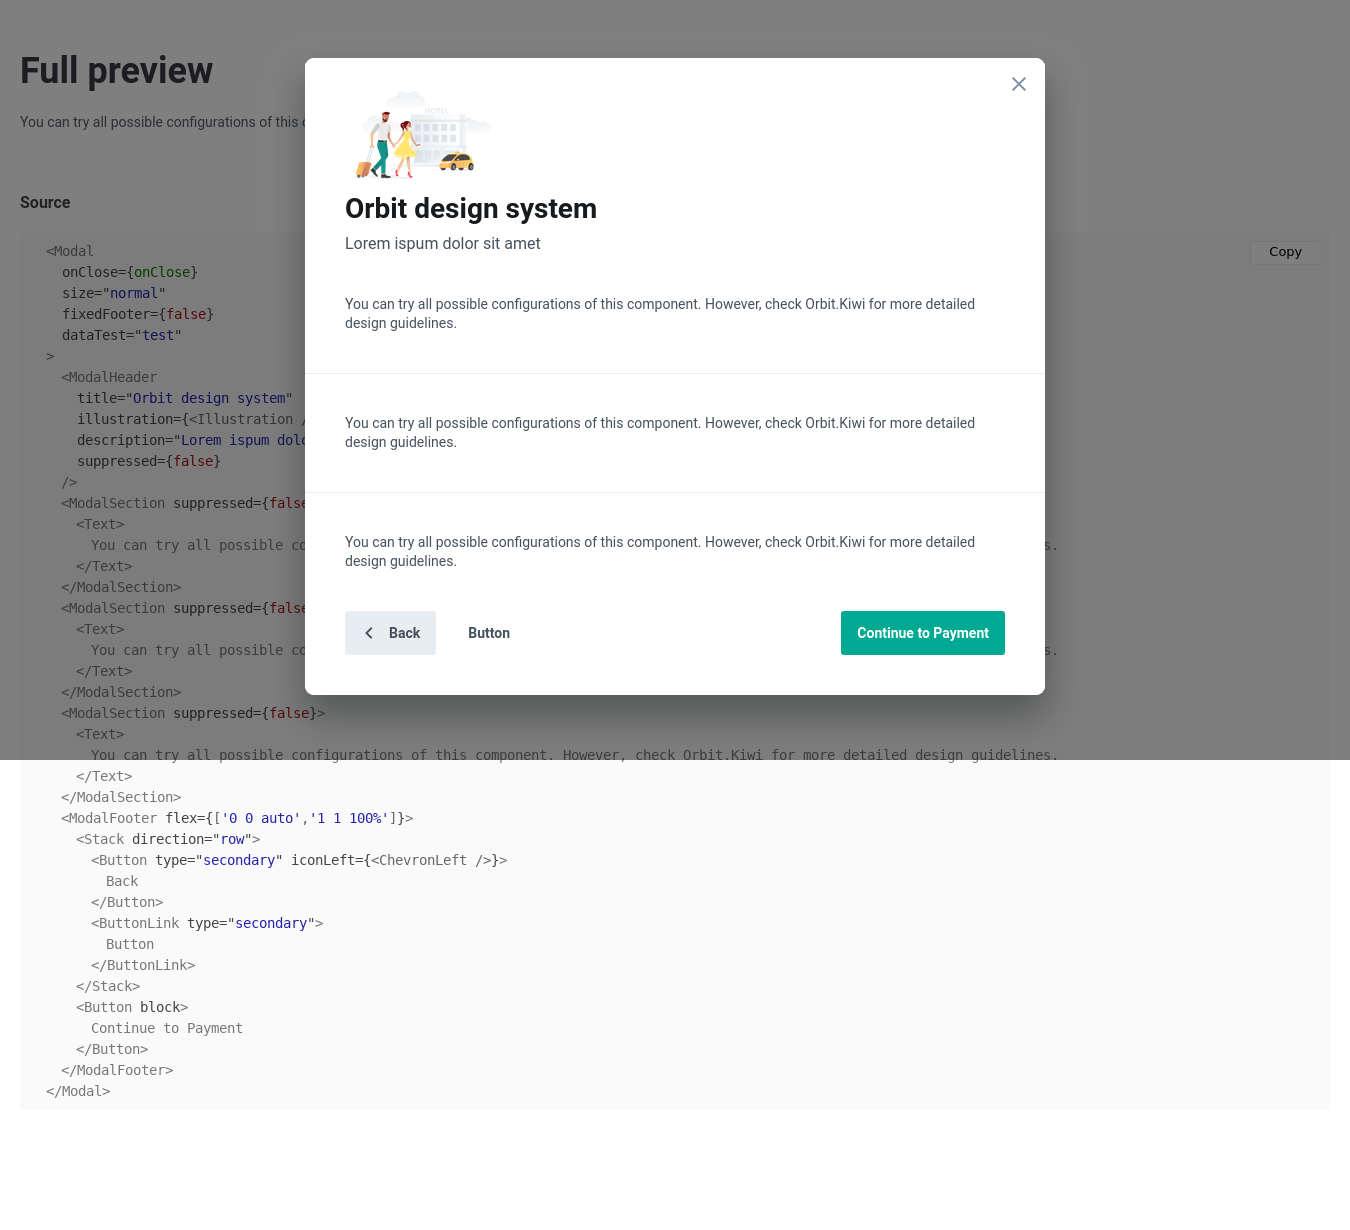 Full preview
You can try all possible configurations of this
Source
Copy
<Modal
onClose={onClose}
size="normal"
fixedFooter={false}
dataTest="test"
>
<ModalHeader
title="Orbit design system"
illustration={<Illustration
description="Lorem ispum
suppressed={false}
/>
<ModalSection suppressed={false
<Text>
You can try all possible
s.
</Text>
</ModalSection>
<ModalSection suppressed={false
<Text>
You can try all possible
s.
</Text>
</ModalSection>
<ModalSection suppressed={false}>
<Text>
You can try all possible configurations of this component. However, check Orbit.Kiwi for more detailed design guidelines.
</Text>
</ModalSection>
<ModalFooter flex={['0 0 auto','1 1 100%']}>
<Stack direction="row">
<Button type="secondary" iconLeft={<ChevronLeft />}>
Back
</Button>
<ButtonLink type="secondary">
Button
</ButtonLink>
</Stack>
<Button block>
Continue to Payment
</Button>
</ModalFooter>
</Modal>
HOTEL
Orbit design system
Lorem ispum dolor sit amet
You can try all possible configurations of this component. However, check Orbit.Kiwi for more detailed
design guidelines.
You can try all possible configurations of this component. However, check Orbit.Kiwi for more detailed
design guidelines.
You can try all possible configurations of this component. However, check Orbit.Kiwi for more detailed
design guidelines.
Back
Button
Continue to Payment